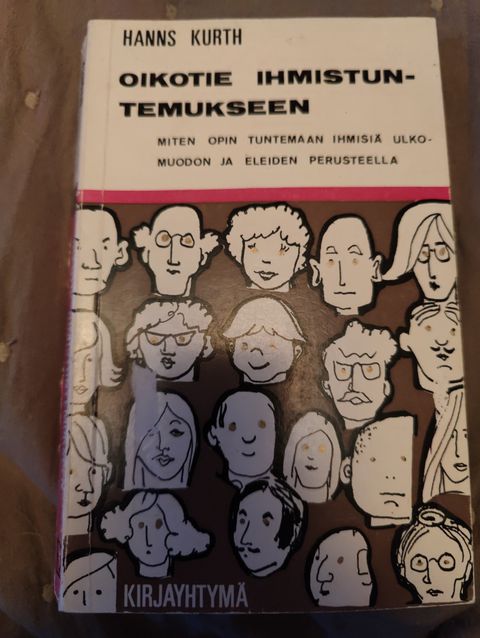 HANNS KURTH
OIKOTIE IHMISTUN-
TEMUKSEEN
MITEN OPIN TUNTEMAAN IHMISIÄ ULKO-
MUODON JA ELEIDEN PERUSTEELLA
KIRJAYHTYMÄ